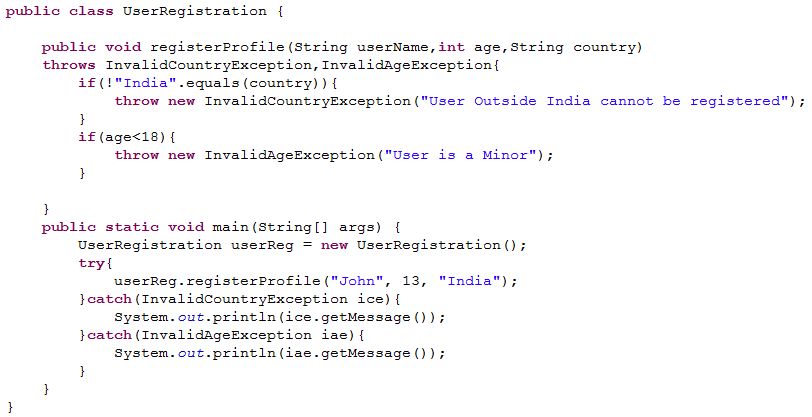 public class UserRegistration {
public void registerProfile(String userName,int age,String country)
throws InvalidCountryException,InvalidAgeException{
if(!"India".equals(country)){
throw new InvalidCountryException("User Outside India cannot be registered");
}
if(age<18){
throw new InvalidAgeException("User is a Minor");
}
}
public static void main(String[] args) {
UserRegistration userReg = new UserRegistration();
try{
userReg.registerProfile("John", 13, "India");
}catch(InvalidCountryException ice){
System.out.println(ice.getMessage());
}catch(InvalidAgeException iae){
System.out.println(iae.getMessage());
}
}
}